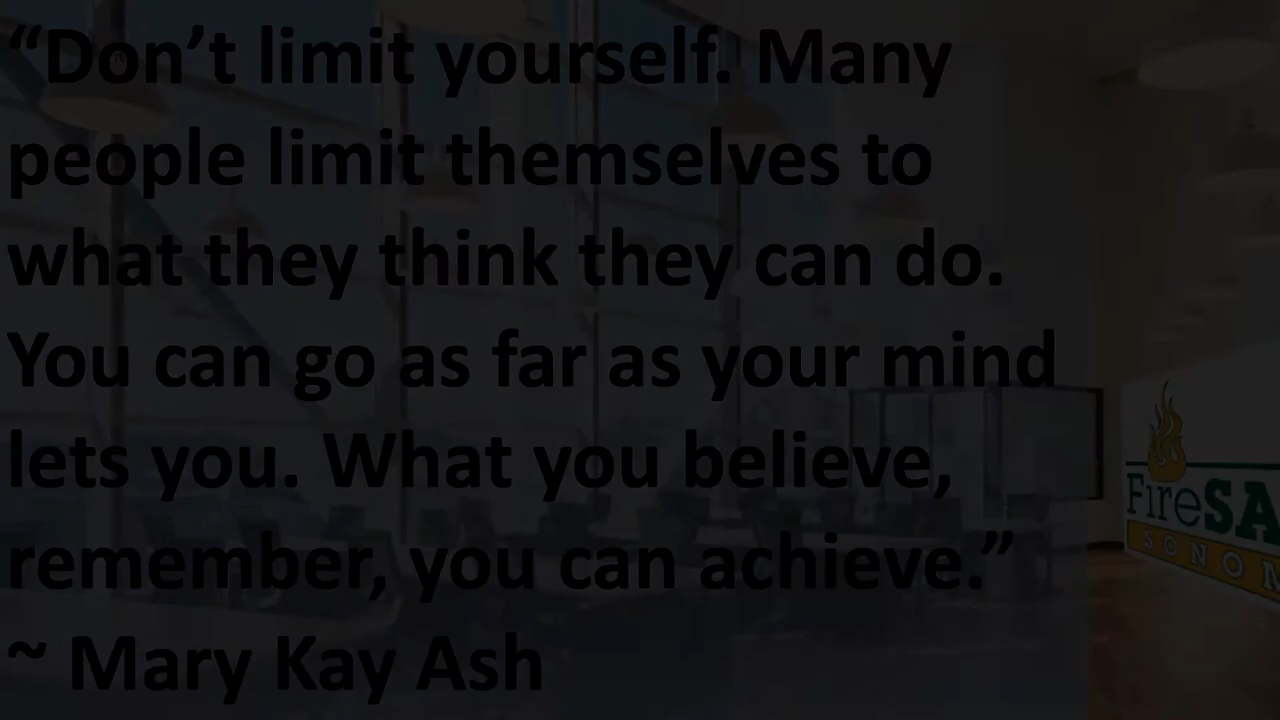 “Don’t limit yourself. Many
people limit themselves to
what they think they can do.
You can go as far as your mind
lets you. What you believe,
remember, you can achieve.”
~ Mary Kay Ash
FireSA
SONO